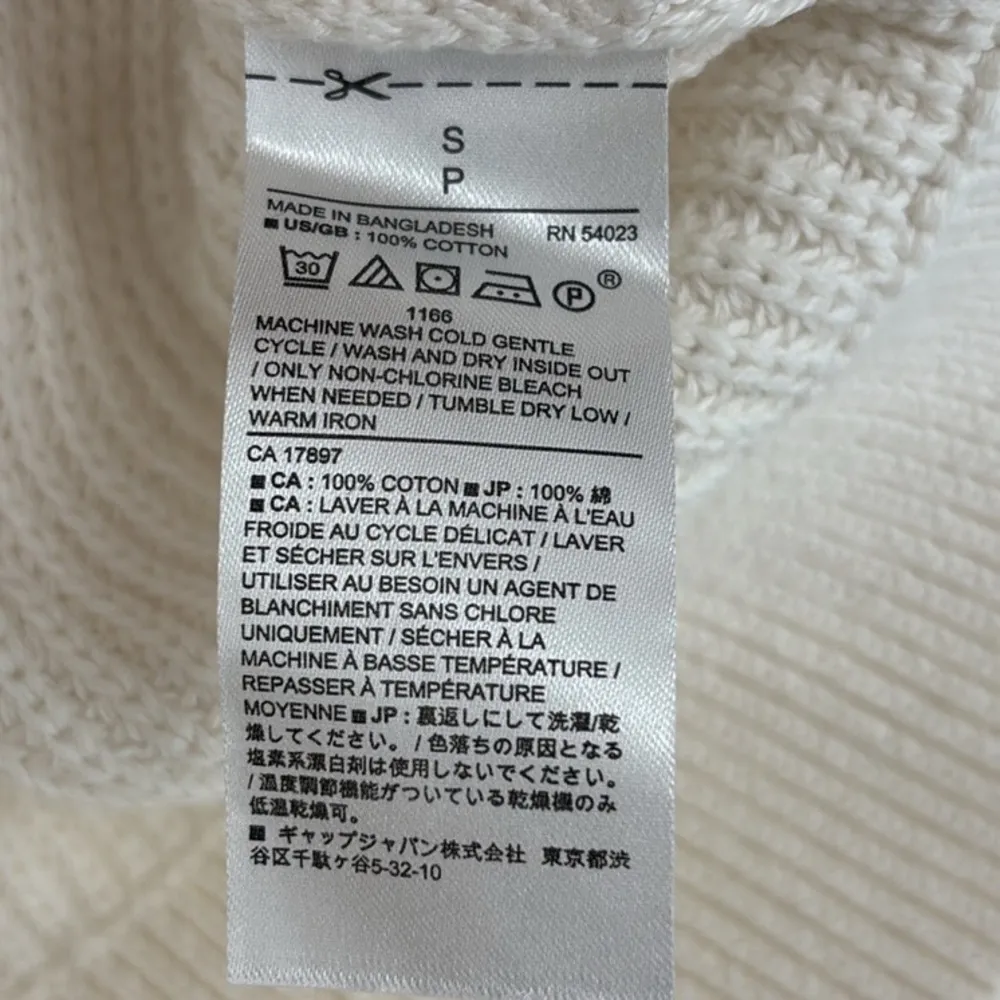 S
P
MADE IN BANGLADESH RN 54023
US/GB : 100% COTTON
30 P ®
1166
MACHINE WASH COLD GENTLE
CYCLE / WASH AND DRY INSIDE OUT
/ ONLY NON-CHLORINE BLEACH
WHEN NEEDED / TUMBLE DRY LOW /
WARM IRON
CA 17897
■ CA : 100% COTON ■ JP : 100% 綿
■ CA : LAVER À LA MACHINE À L'EAU
FROIDE AU CYCLE DÉLICAT / LAVER
ET SÉCHER SUR L'ENVERS /
UTILISER AU BESOIN UN AGENT DE
BLANCHIMENT SANS CHLORE
UNIQUEMENT / SÉCHER À LA
MACHINE À BASSE TEMPÉRATURE /
REPASSER À TEMPÉRATURE
MOYENNE ■ JP : 裏返しにして洗濯/乾
燥してください。 / 色落ちの原因となる
塩素系漂白剤は使用しないでください。
/ 温度調節機能がついている乾燥機のみ
低温乾燥可。
■ ギャップジャパン株式会社 東京都渋
谷区千駄ヶ谷5-32-10